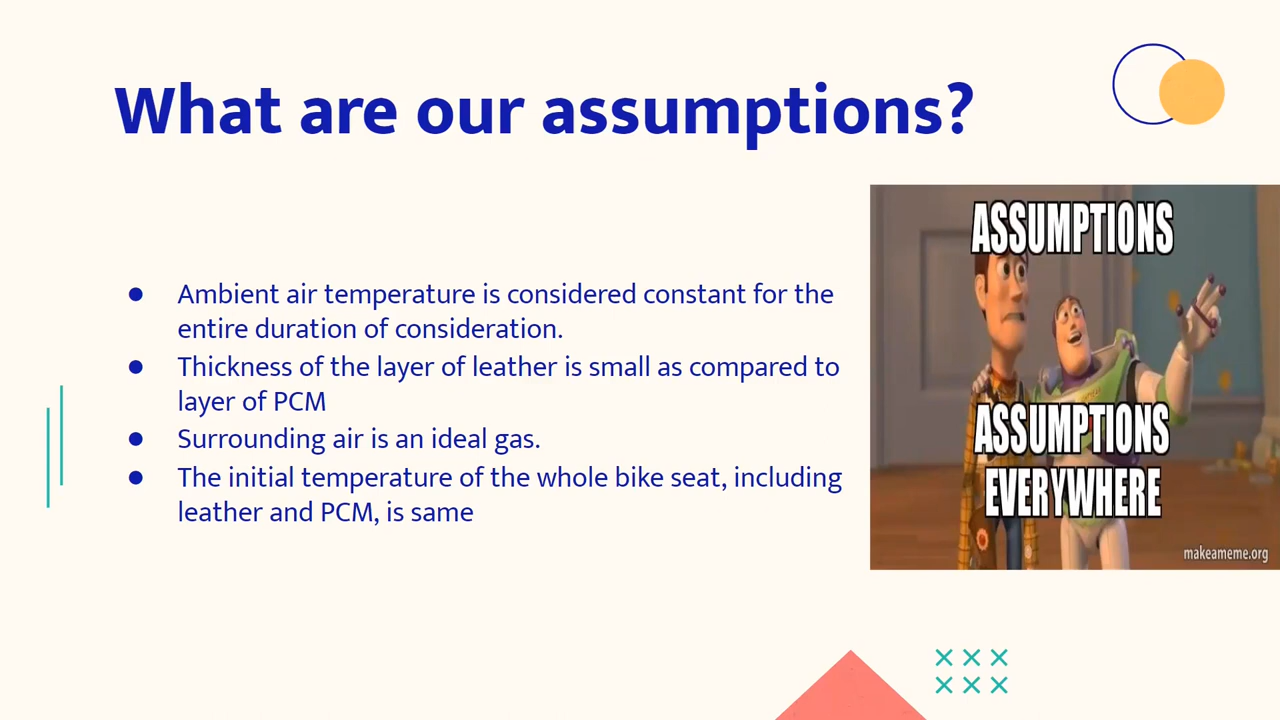 What are our assumptions?
● Ambient air temperature is considered constant for the
entire duration of consideration.
● Thickness of the layer of leather is small as compared to
layer of PCM
● Surrounding air is an ideal gas.
● The initial temperature of the whole bike seat, including
leather and PCM, is same
ASSUMPTIONS
ASSUMPTIONS
EVERYWHERE
makeameme.org